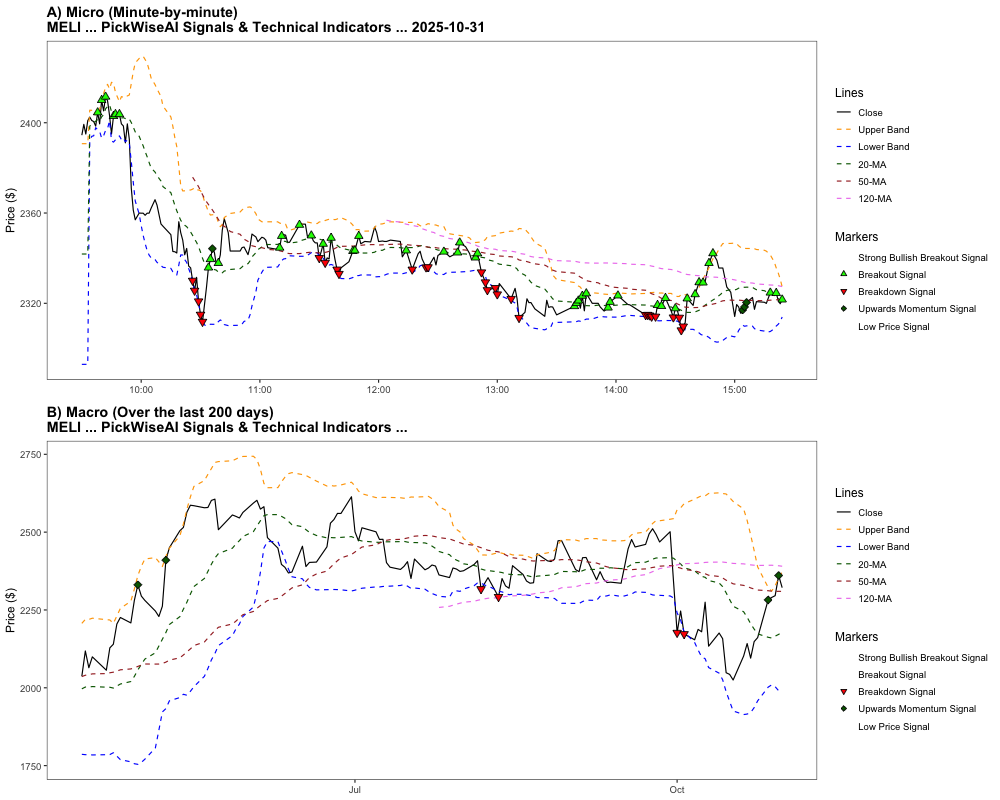 A) Micro (Minute-by-minute)
MELI ... PickWiseAI Signals & Technical Indicators ... 2025-10-31
Price ($)
2400
2360
2320
10:00
11:00
12:00
13:00
14:00
15:00
Lines
Close
Upper Band
Lower Band
20-MA
50-MA
120-MA
Markers
Strong Bullish Breakout Signal
Breakout Signal
Breakdown Signal
Upwards Momentum Signal
Low Price Signal
B) Macro (Over the last 200 days)
MELI ... PickWiseAI Signals & Technical Indicators ...
Price ($)
2750
2500
2250
2000
1750
Jul
Oct
Lines
Close
Upper Band
Lower Band
20-MA
50-MA
120-MA
Markers
Strong Bullish Breakout Signal
Breakout Signal
Breakdown Signal
Upwards Momentum Signal
Low Price Signal